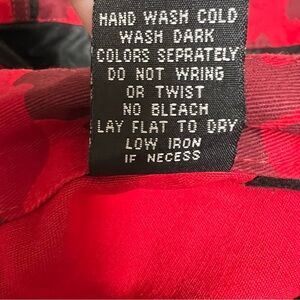 HAND WASH COLD
WASH DARK
COLORS SEPRATELY
DO NOT WRING
OR TWIST
NO BLEACH
LAY FLAT TO DRY
LOW IRON
IF NECESS